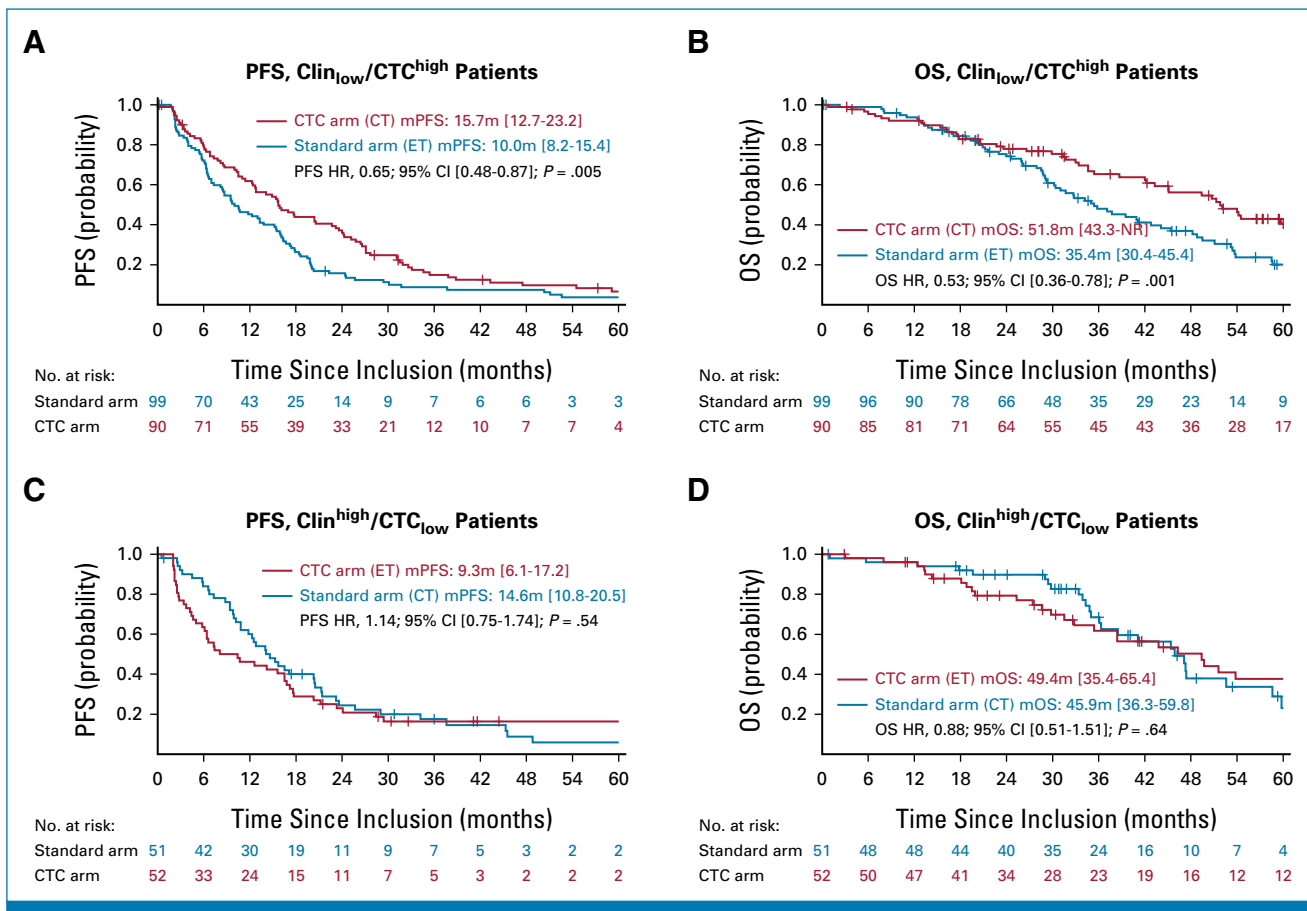 A
PFS, Clin_low/CTC^high Patients
PFS (probability)
1.0
0.8
0.6
0.4
0.2
CTC arm (CT) mPFS: 15.7m [12.7-23.2]
Standard arm (ET) mPFS: 10.0m [8.2-15.4]
PFS HR, 0.65; 95% CI [0.48-0.87]; P = .005
0 6 12 18 24 30 36 42 48 54 60
Time Since Inclusion (months)
No. at risk:
Standard arm 99 70 43 25 14 9 7 6 6 3 3
CTC arm 90 71 55 39 33 21 12 10 7 7 4
B
OS, Clin_low/CTC^high Patients
OS (probability)
1.0
0.8
0.6
0.4
0.2
CTC arm (CT) mOS: 51.8m [43.3-NR]
Standard arm (ET) mOS: 35.4m [30.4-45.4]
OS HR, 0.53; 95% CI [0.36-0.78]; P = .001
0 6 12 18 24 30 36 42 48 54 60
Time Since Inclusion (months)
No. at risk:
Standard arm 99 96 90 78 66 48 35 29 23 14 9
CTC arm 90 85 81 71 64 55 45 43 36 28 17
C
PFS, Clin^high/CTC_low Patients
PFS (probability)
1.0
0.8
0.6
0.4
0.2
CTC arm (ET) mPFS: 9.3m [6.1-17.2]
Standard arm (CT) mPFS: 14.6m [10.8-20.5]
PFS HR, 1.14; 95% CI [0.75-1.74]; P = .54
0 6 12 18 24 30 36 42 48 54 60
Time Since Inclusion (months)
No. at risk:
Standard arm 51 42 30 19 11 9 7 5 3 2 2
CTC arm 52 33 24 15 11 7 5 3 2 2 2
D
OS, Clin^high/CTC_low Patients
OS (probability)
1.0
0.8
0.6
0.4
0.2
CTC arm (ET) mOS: 49.4m [35.4-65.4]
Standard arm (CT) mOS: 45.9m [36.3-59.8]
OS HR, 0.88; 95% CI [0.51-1.51]; P = .64
0 6 12 18 24 30 36 42 48 54 60
Time Since Inclusion (months)
No. at risk:
Standard arm 51 48 48 44 40 35 24 16 10 7 4
CTC arm 52 50 47 41 34 28 23 19 16 12 12